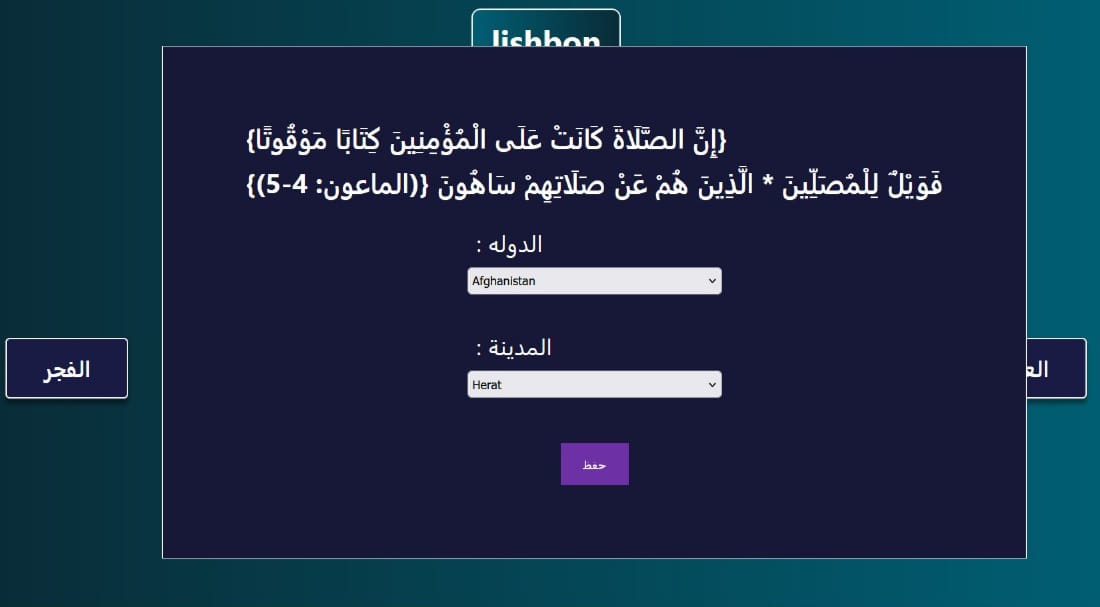 lishbon
{إِنَّ الصَّلَاةَ كَانَتْ عَلَى الْمُؤْمِنِينَ كِتَابًا مَوْقُوتًا}
فَوَيْلٌ لِلْمُصَلِّينَ * الَّذِينَ هُمْ عَنْ صَلَاتِهِمْ سَاهُونَ }((الماعون: 4-5){
الدوله :
Afghanistan
المدينة :
Herat
حفظ
الفجر